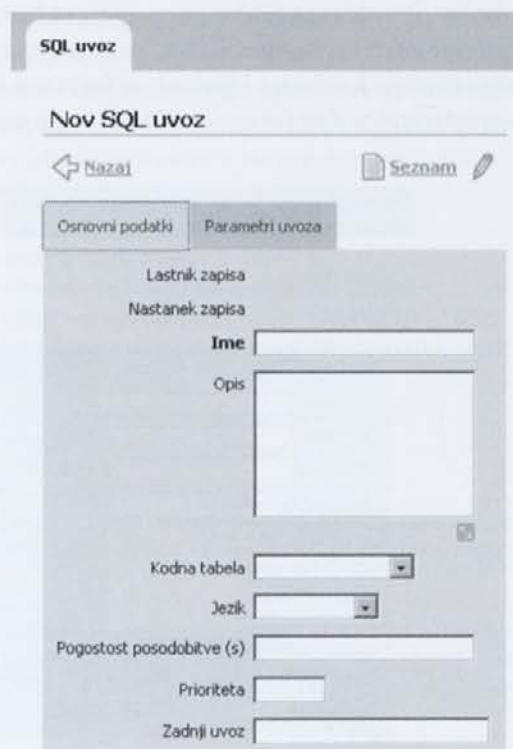 SQL uvoz
Nov SQL uvoz
Nazaj Seznam
Osnovni podatki Parametri uvoza
Lastnik zapisa
Nastanek zapisa
Ime
Opis
Kodna tabela
Jezik
Pogostost posodobitve (s)
Prioriteta
Zadnji uvoz